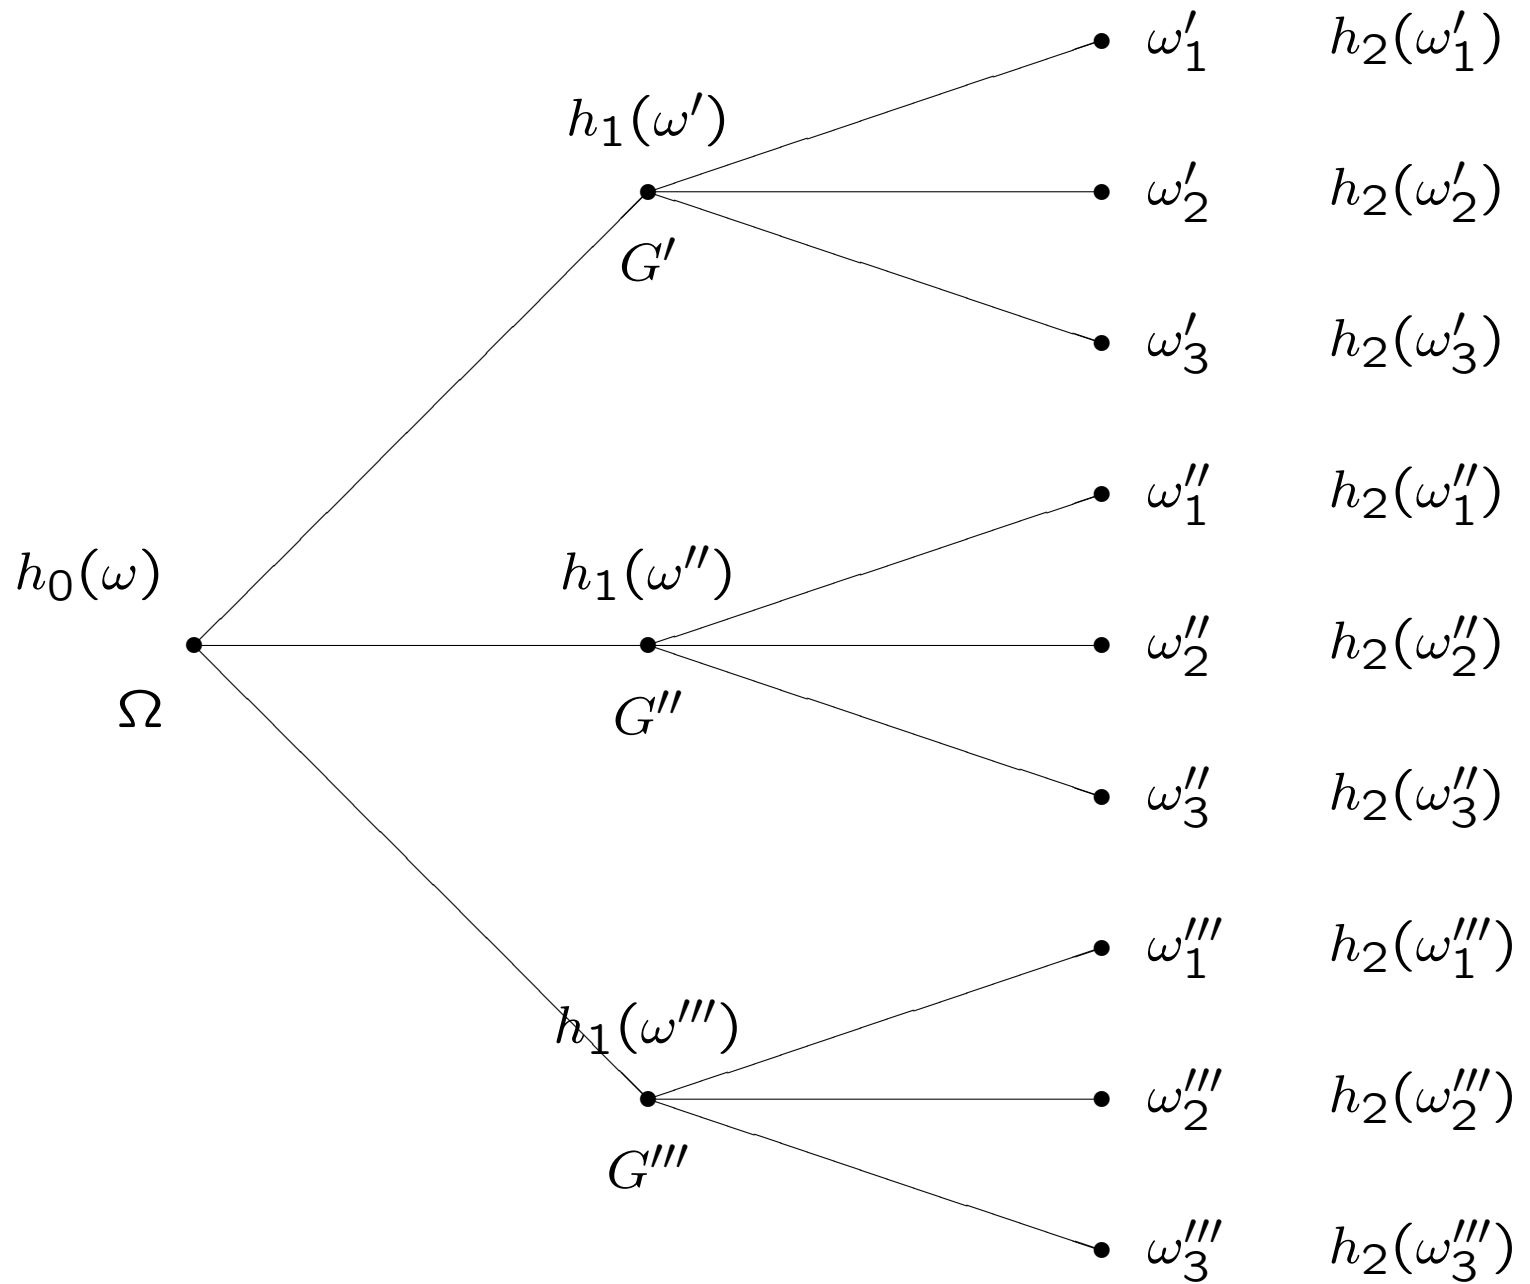 ω′₁ h₂(ω′₁)
h₁(ω′)
ω′₂ h₂(ω′₂)
G′
ω′₃ h₂(ω′₃)
ω″₁ h₂(ω″₁)
h₀(ω) h₁(ω″)
ω″₂ h₂(ω″₂)
Ω G″
ω″₃ h₂(ω″₃)
ω‴₁ h₂(ω‴₁)
h₁(ω‴)
ω‴₂ h₂(ω‴₂)
G‴
ω‴₃ h₂(ω‴₃)